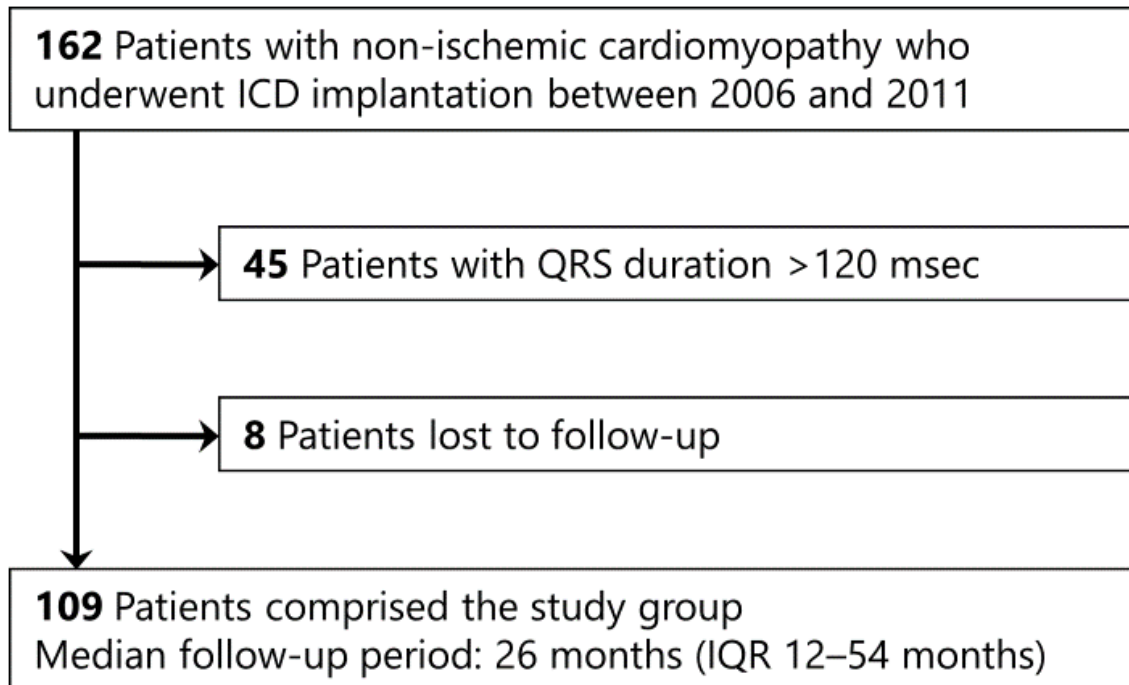 162 Patients with non-ischemic cardiomyopathy who
underwent ICD implantation between 2006 and 2011
45 Patients with QRS duration >120 msec
8 Patients lost to follow-up
109 Patients comprised the study group
Median follow-up period: 26 months (IQR 12–54 months)